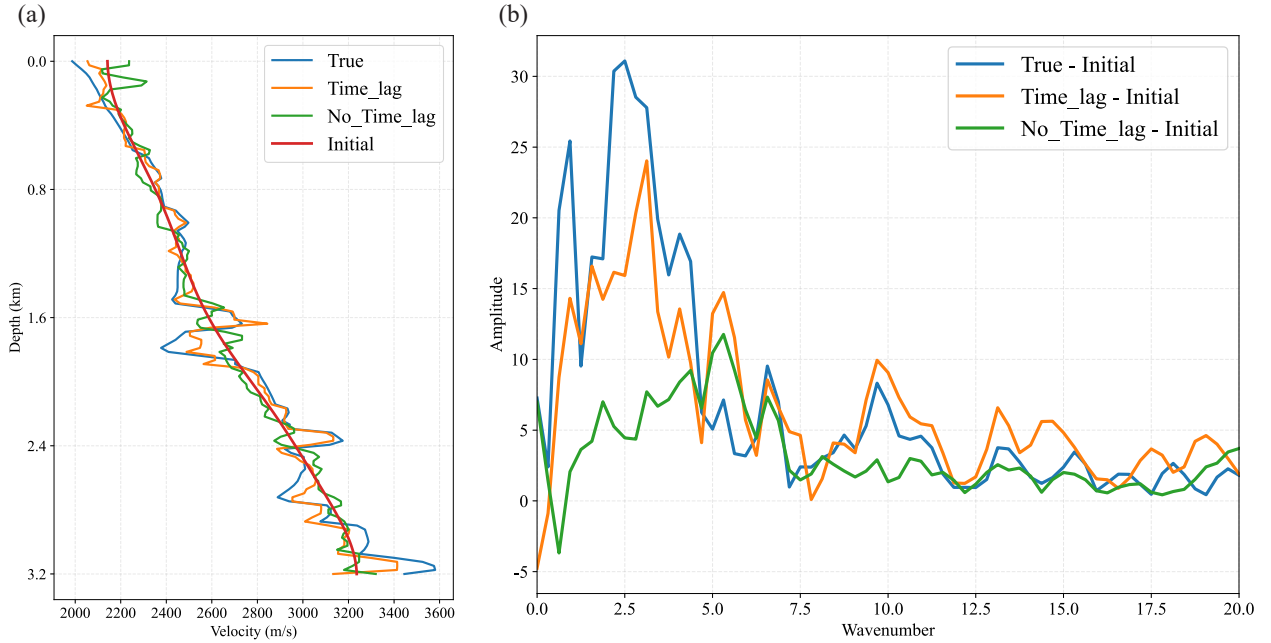 (a)
True
Time_lag
No_Time_lag
Initial
0.0
0.8
1.6
2.4
3.2
Depth (km)
2000 2200 2400 2600 2800 3000 3200 3400 3600
Velocity (m/s)
(b)
True - Initial
Time_lag - Initial
No_Time_lag - Initial
30
25
20
15
10
5
0
-5
Amplitude
0.0 2.5 5.0 7.5 10.0 12.5 15.0 17.5 20.0
Wavenumber